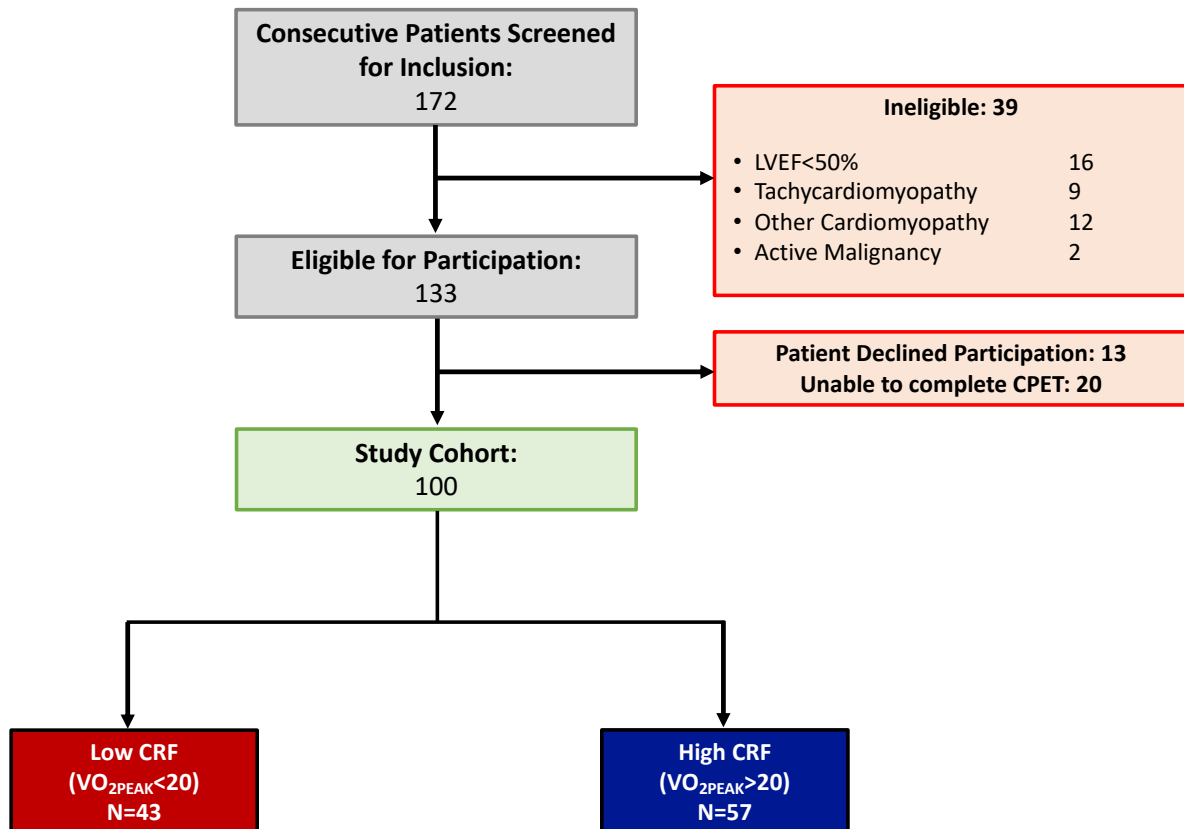 Consecutive Patients Screened
for Inclusion:
172
Ineligible: 39
• LVEF<50% 16
• Tachycardiomyopathy 9
• Other Cardiomyopathy 12
• Active Malignancy 2
Eligible for Participation:
133
Patient Declined Participation: 13
Unable to complete CPET: 20
Study Cohort:
100
Low CRF
(VO2PEAK<20)
N=43
High CRF
(VO2PEAK>20)
N=57